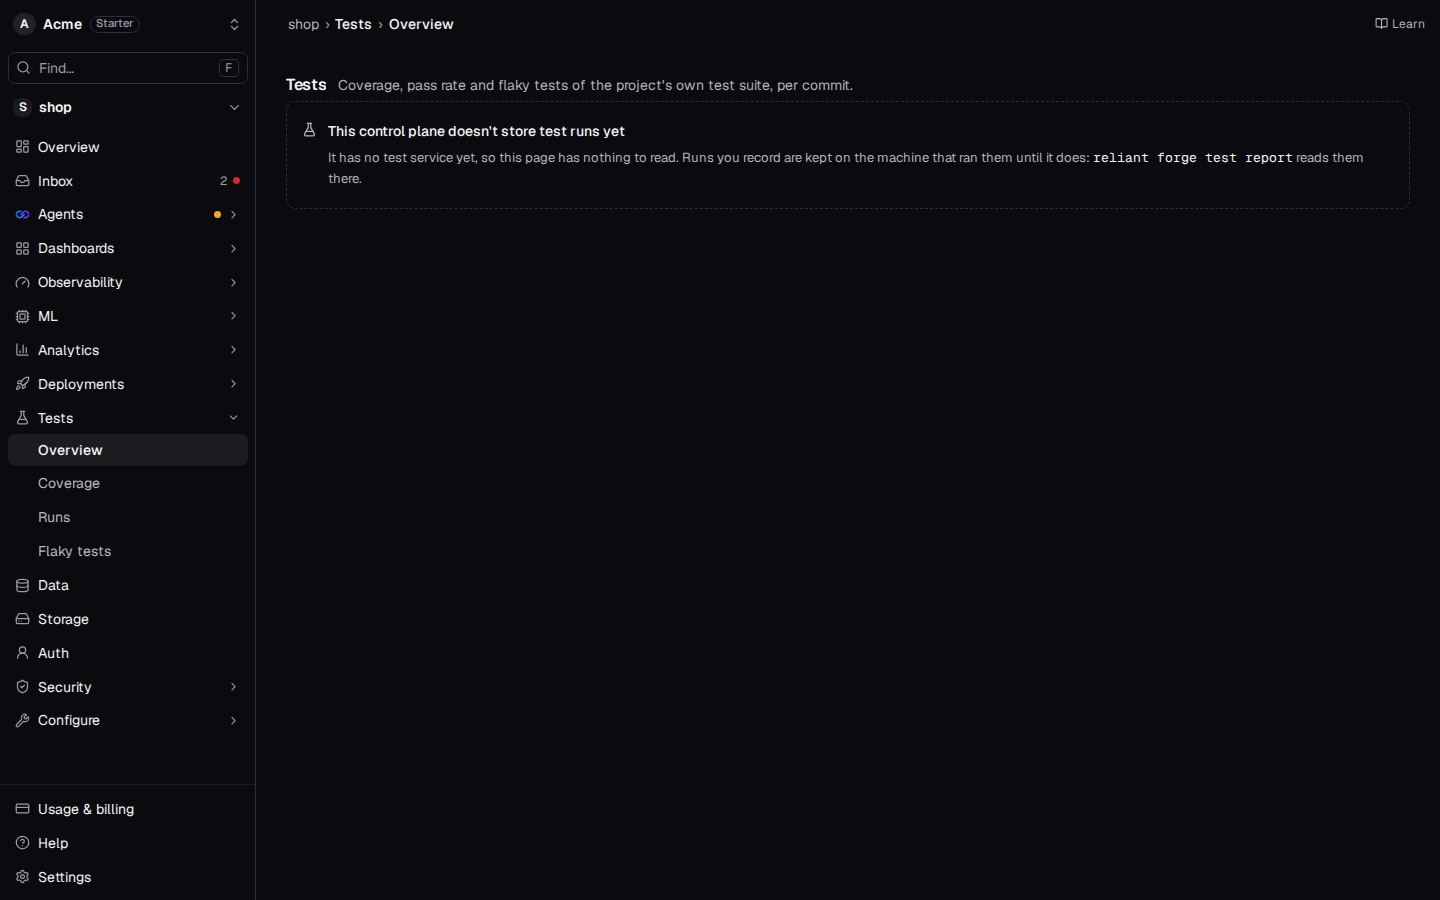 A Acme Starter
Find... F
S shop
Overview
Inbox 2
Agents
Dashboards
Observability
ML
Analytics
Deployments
Tests
Overview
Coverage
Runs
Flaky tests
Data
Storage
Auth
Security
Configure
Usage & billing
Help
Settings
shop › Tests › Overview
Learn
Tests Coverage, pass rate and flaky tests of the project's own test suite, per commit.
This control plane doesn't store test runs yet
It has no test service yet, so this page has nothing to read. Runs you record are kept on the machine that ran them until it does: reliant forge test report reads them
there.